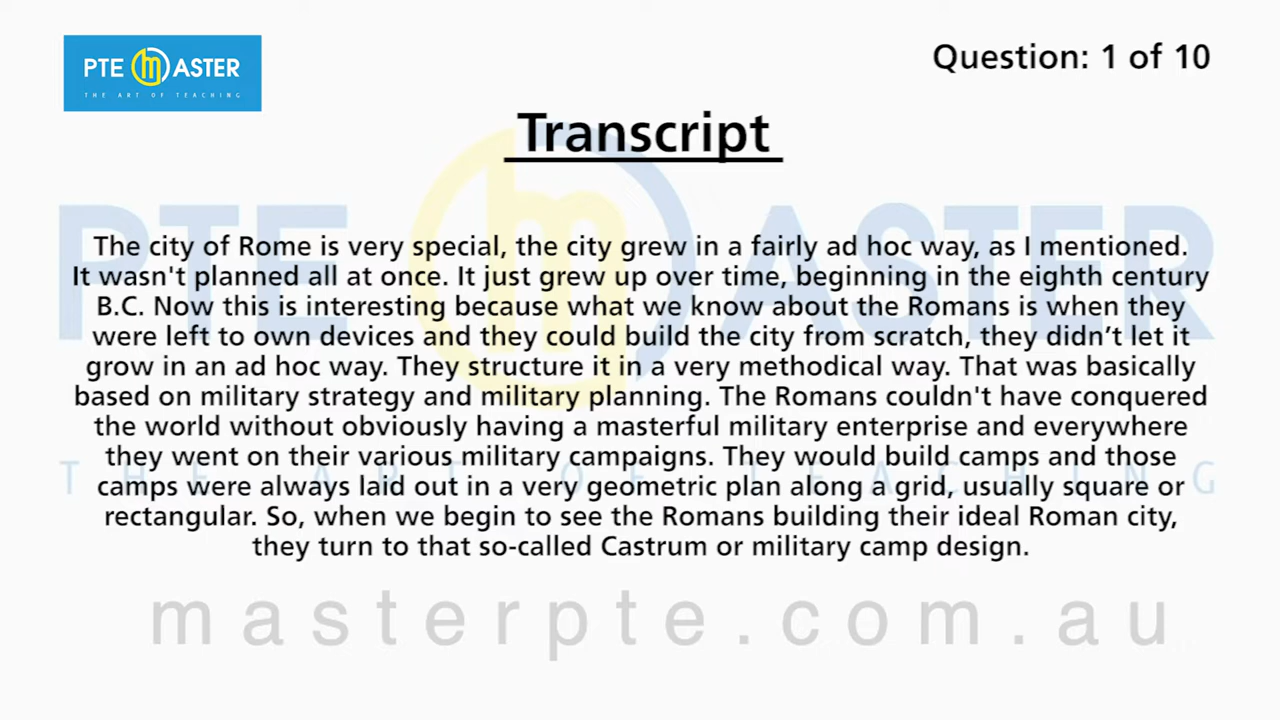 PTE MASTER
THE ART OF TEACHING
Question: 1 of 10
Transcript
The city of Rome is very special, the city grew in a fairly ad hoc way, as I mentioned.
It wasn't planned all at once. It just grew up over time, beginning in the eighth century
B.C. Now this is interesting because what we know about the Romans is when they
were left to own devices and they could build the city from scratch, they didn’t let it
grow in an ad hoc way. They structure it in a very methodical way. That was basically
based on military strategy and military planning. The Romans couldn't have conquered
the world without obviously having a masterful military enterprise and everywhere
they went on their various military campaigns. They would build camps and those
camps were always laid out in a very geometric plan along a grid, usually square or
rectangular. So, when we begin to see the Romans building their ideal Roman city,
they turn to that so-called Castrum or military camp design.
PTE MASTER
THE ART OF TEACHING
masterpte.com.au